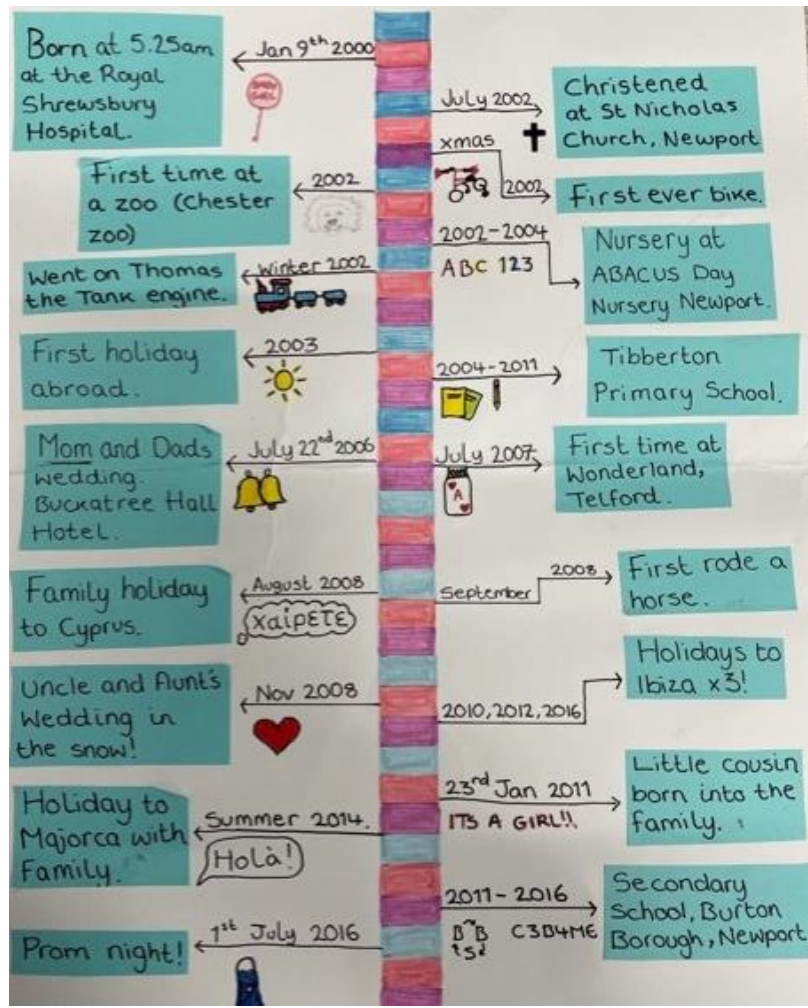 Jan 9th 2000
Born at 5.25am
at the Royal
Shrewsbury
Hospital.
BABY
GIRL
July 2002
Christened
at St Nicholas
Church, Newport
xmas
2002
First ever bike.
2002
First time at
a zoo (Chester
zoo)
2002-2004
ABC 123
Nursery at
ABACUS Day
Nursery Newport.
Winter 2002
Went on Thomas
the Tank engine.
2003
First holiday
abroad.
2004-2011
Tibberton
Primary School.
July 22nd 2006
Mom and Dads
wedding.
Buckatree Hall
Hotel.
July 2007
A
First time at
Wonderland,
Telford.
August 2008
χαίρετε
Family holiday
to Cyprus.
September
2008
First rode a
horse.
Nov 2008
Uncle and Aunt's
Wedding in
the snow!
2010, 2012, 2016
Holidays to
Ibiza x3!
23rd Jan 2011
ITS A GIRL!!
Little cousin
born into the
family.
Summer 2014.
Holà!
Holiday to
Majorca with
Family.
2011-2016
C3B4ME
Secondary
School, Burton
Borough, Newport
1st July 2016
Prom night!